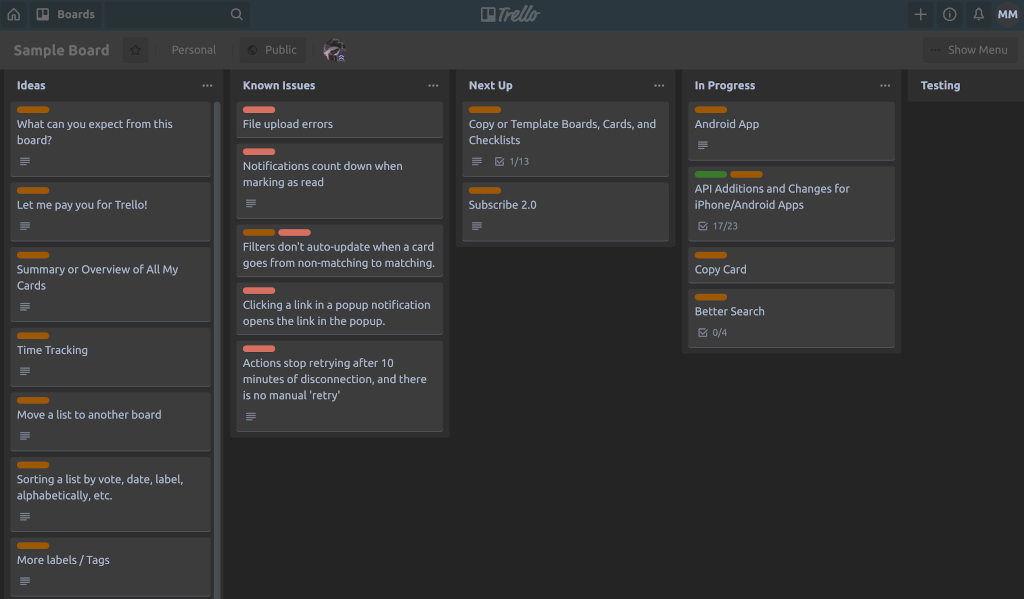 Boards
Trello
MM
Sample Board
Personal
Public
Show Menu
Ideas
What can you expect from this
board?
Let me pay you for Trello!
Summary or Overview of All My
Cards
Time Tracking
Move a list to another board
Sorting a list by vote, date, label,
alphabetically, etc.
More labels / Tags
Known Issues
File upload errors
Notifications count down when
marking as read
Filters don't auto-update when a card
goes from non-matching to matching.
Clicking a link in a popup notification
opens the link in the popup.
Actions stop retrying after 10
minutes of disconnection, and there
is no manual 'retry'
Next Up
Copy or Template Boards, Cards, and
Checklists
1/13
Subscribe 2.0
In Progress
Android App
API Additions and Changes for
iPhone/Android Apps
17/23
Copy Card
Better Search
0/4
Testing